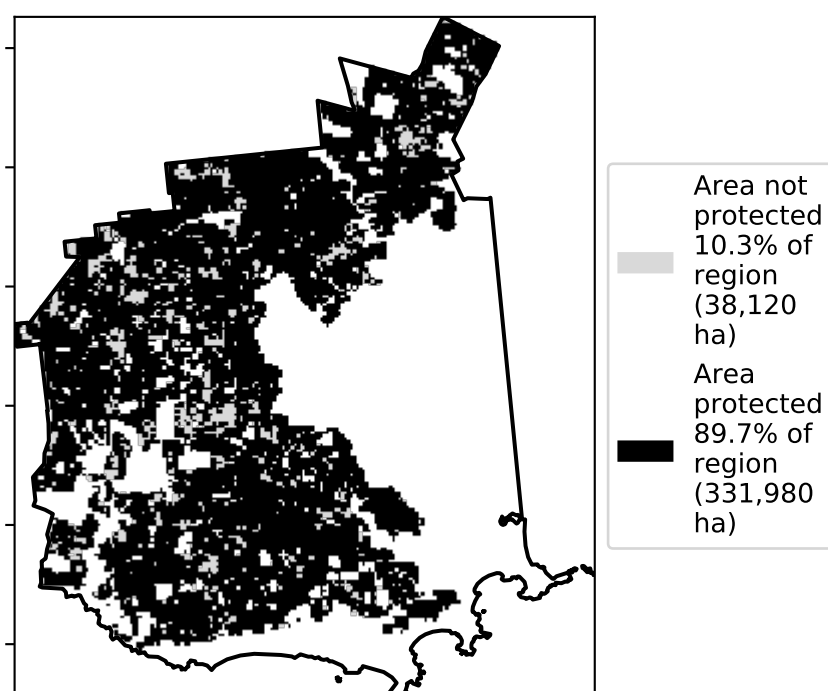 Area not
protected
10.3% of
region
(38,120
ha)
Area
protected
89.7% of
region
(331,980
ha)